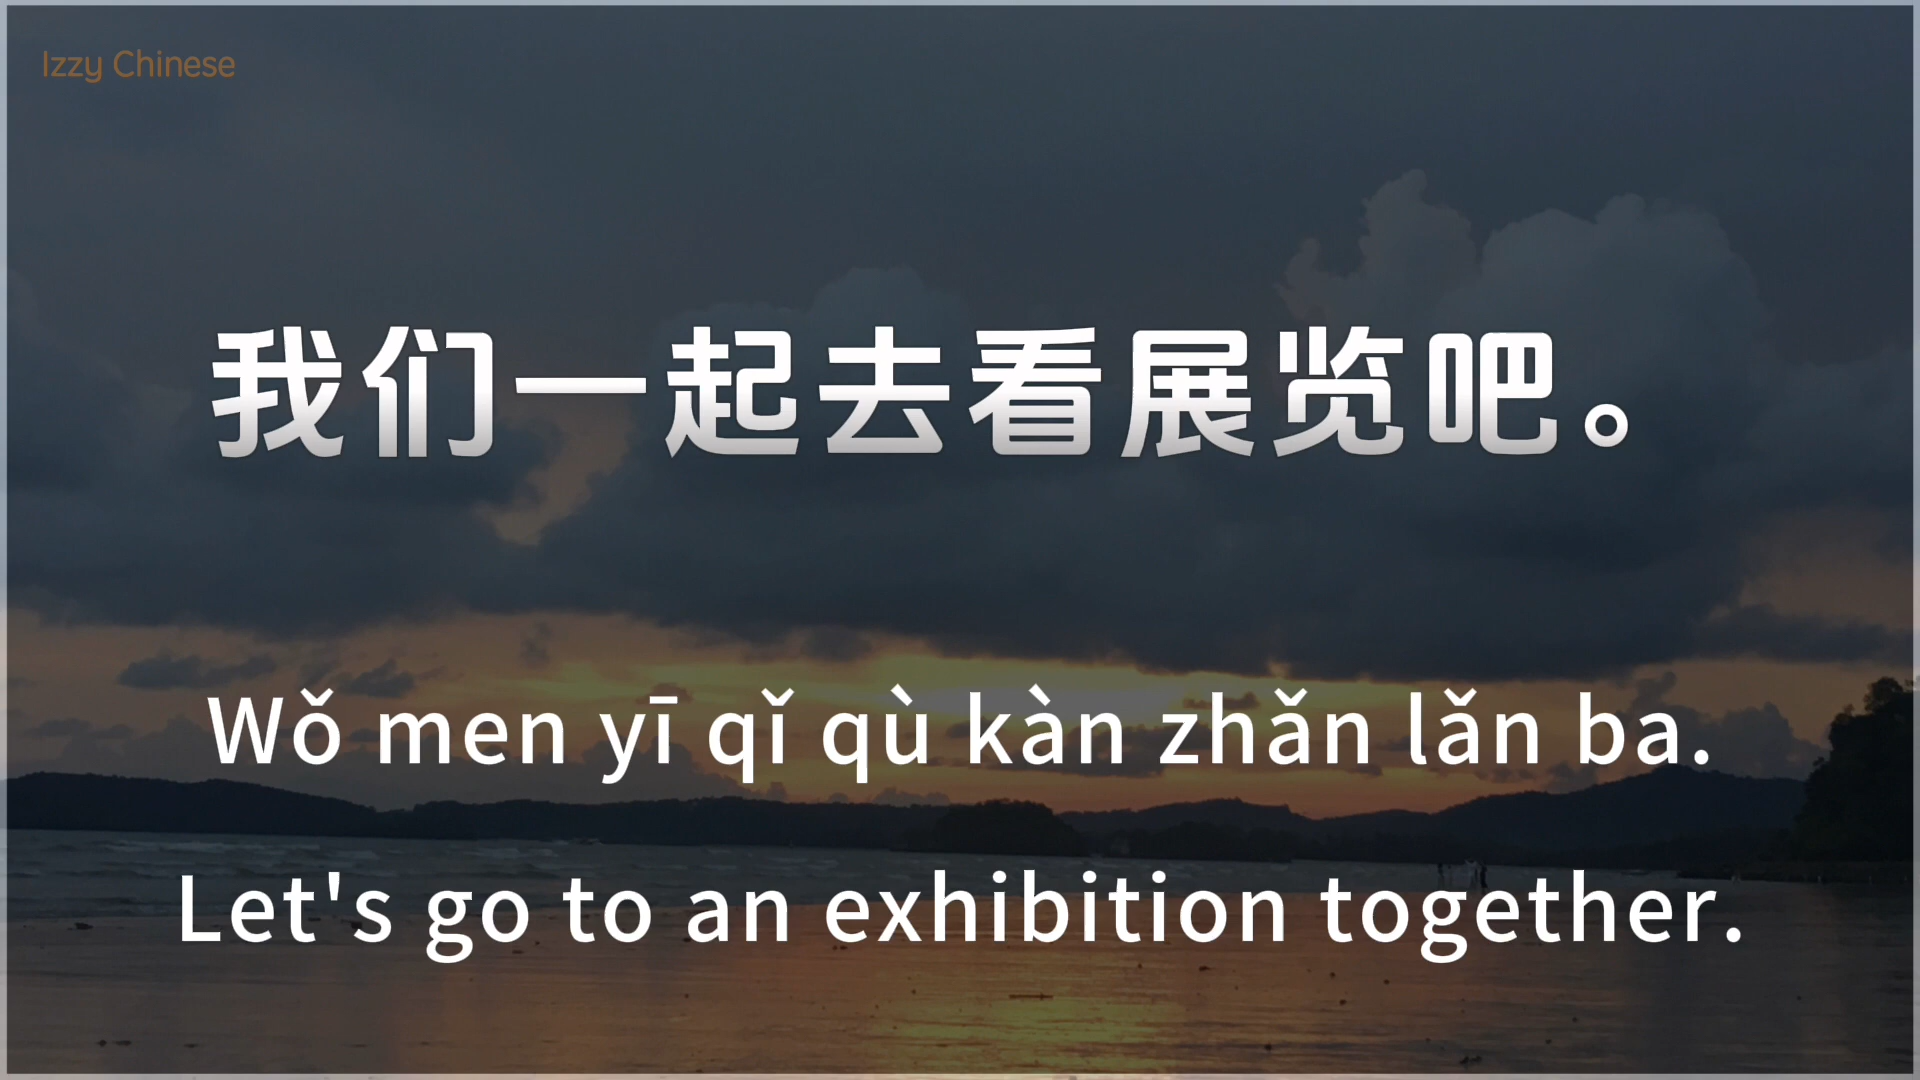 Izzy Chinese
我们一起去看展览吧。
Wǒ men yī qǐ qù kàn zhǎn lǎn ba.
Let's go to an exhibition together.